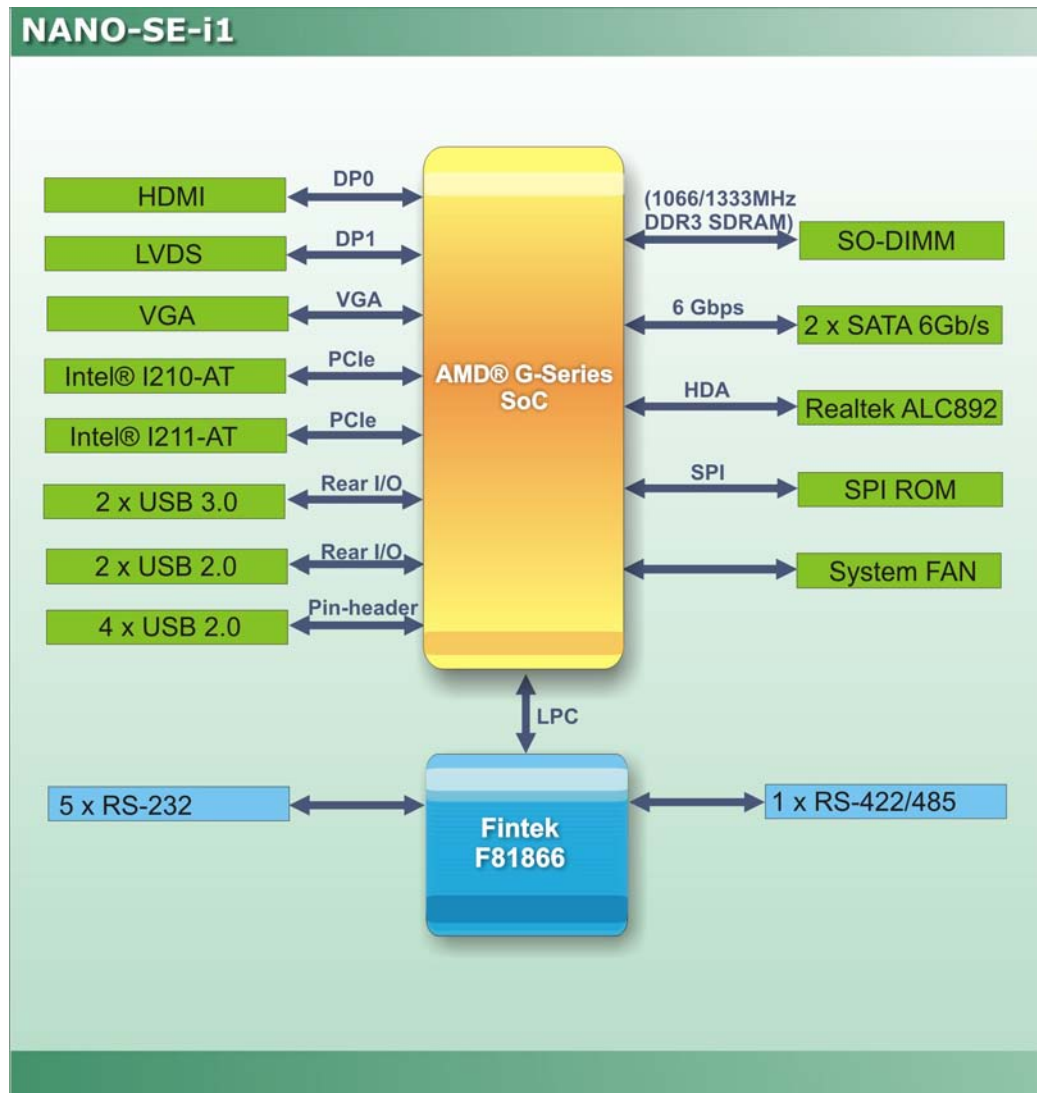 NANO-SE-i1
HDMI
DP0
LVDS
DP1
VGA
VGA
Intel® I210-AT
PCIe
Intel® I211-AT
PCIe
2 x USB 3.0
Rear I/O
2 x USB 2.0
Rear I/O
4 x USB 2.0
Pin-header
AMD® G-Series
SoC
(1066/1333MHz
DDR3 SDRAM)
SO-DIMM
6 Gbps
2 x SATA 6Gb/s
HDA
Realtek ALC892
SPI
SPI ROM
System FAN
LPC
5 x RS-232
Fintek
F81866
1 x RS-422/485